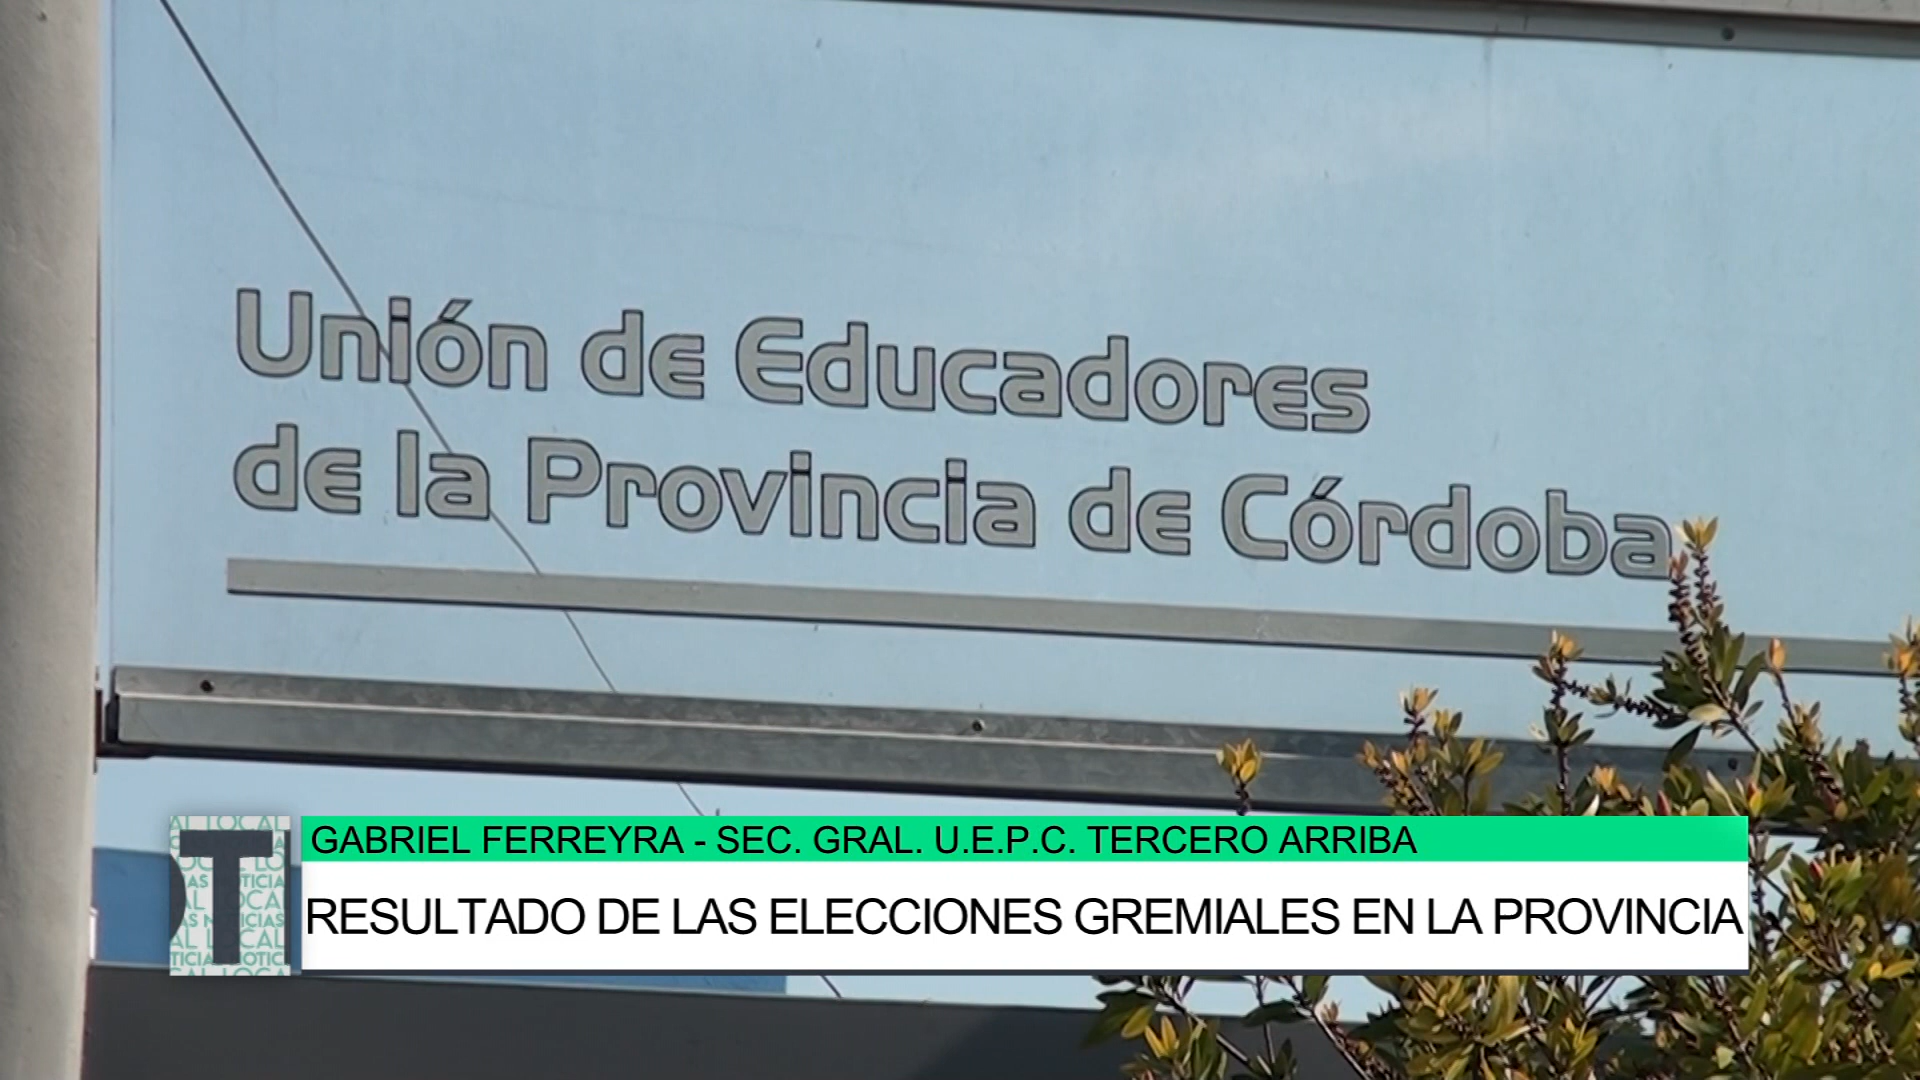 Unión de Educadores
de la Provincia de Córdoba
GABRIEL FERREYRA - SEC. GRAL. U.E.P.C. TERCERO ARRIBA
RESULTADO DE LAS ELECCIONES GREMIALES EN LA PROVINCIA